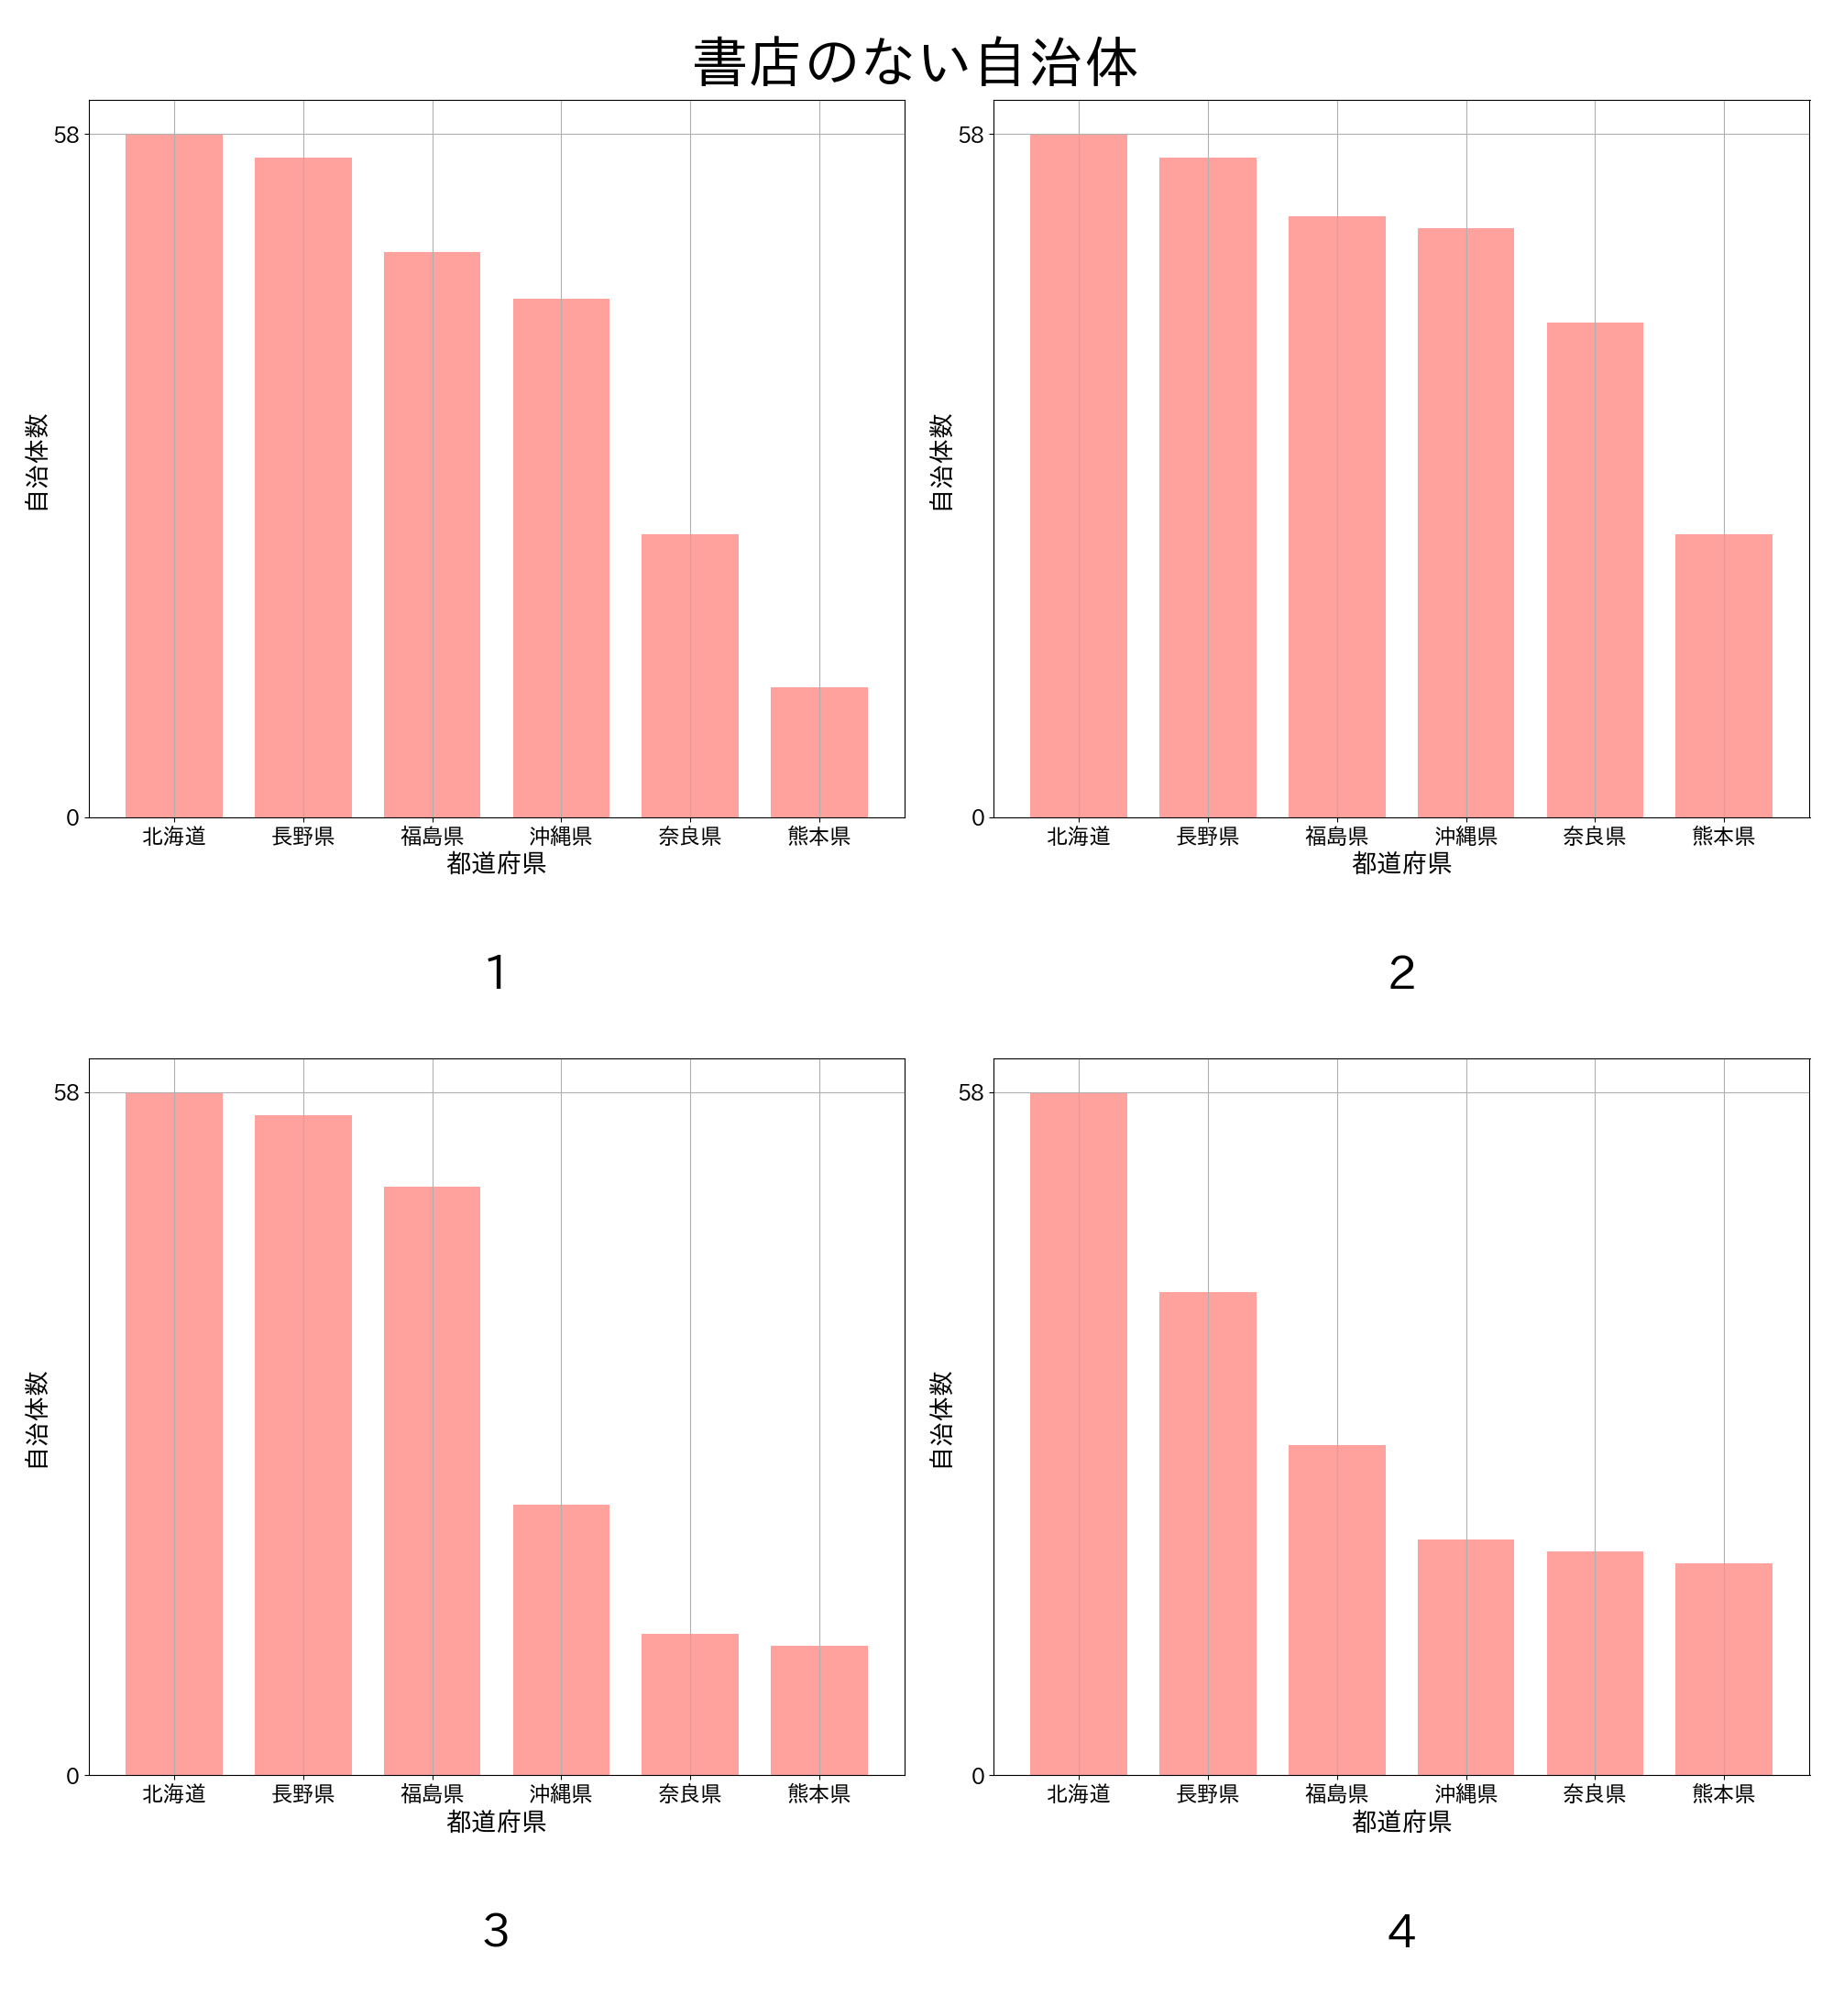 書店のない自治体
58
0
自治体数
北海道 長野県 福島県 沖縄県 奈良県 熊本県
都道府県
1
58
0
自治体数
北海道 長野県 福島県 沖縄県 奈良県 熊本県
都道府県
2
58
0
自治体数
北海道 長野県 福島県 沖縄県 奈良県 熊本県
都道府県
3
58
0
自治体数
北海道 長野県 福島県 沖縄県 奈良県 熊本県
都道府県
4